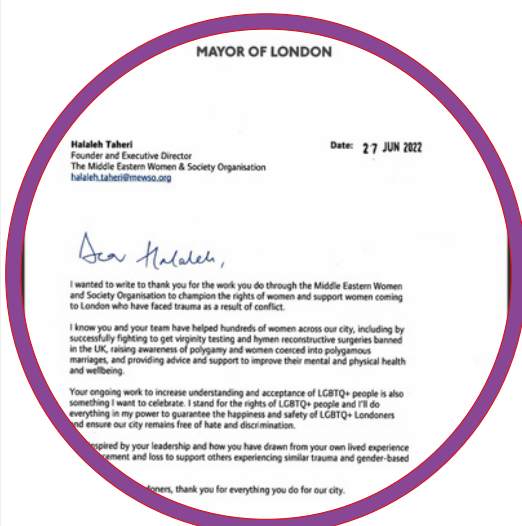 MAYOR OF LONDON
Halaleh Taheri
Founder and Executive Director
The Middle Eastern Women & Society Organisation
halaleh.taheri@mewso.org
Date: 27 JUN 2022
Dear Halaleh,
I wanted to write to thank you for the work you do through the Middle Eastern Women
and Society Organisation to champion the rights of women and support women coming
to London who have faced trauma as a result of conflict.
I know you and your team have helped hundreds of women across our city, including by
successfully fighting to get virginity testing and hymen reconstructive surgeries banned
in the UK, raising awareness of polygamy and women coerced into polygamous
marriages, and providing advice and support to improve their mental and physical health
and wellbeing.
Your ongoing work to increase understanding and acceptance of LGBTQ+ people is also
something I want to celebrate. I stand for the rights of LGBTQ+ people and I'll do
everything in my power to guarantee the happiness and safety of LGBTQ+ Londoners
and ensure our city remains free of hate and discrimination.
inspired by your leadership and how you have drawn from your own lived experience
and loss to support others experiencing similar trauma and gender-based
thank you for everything you do for our city.